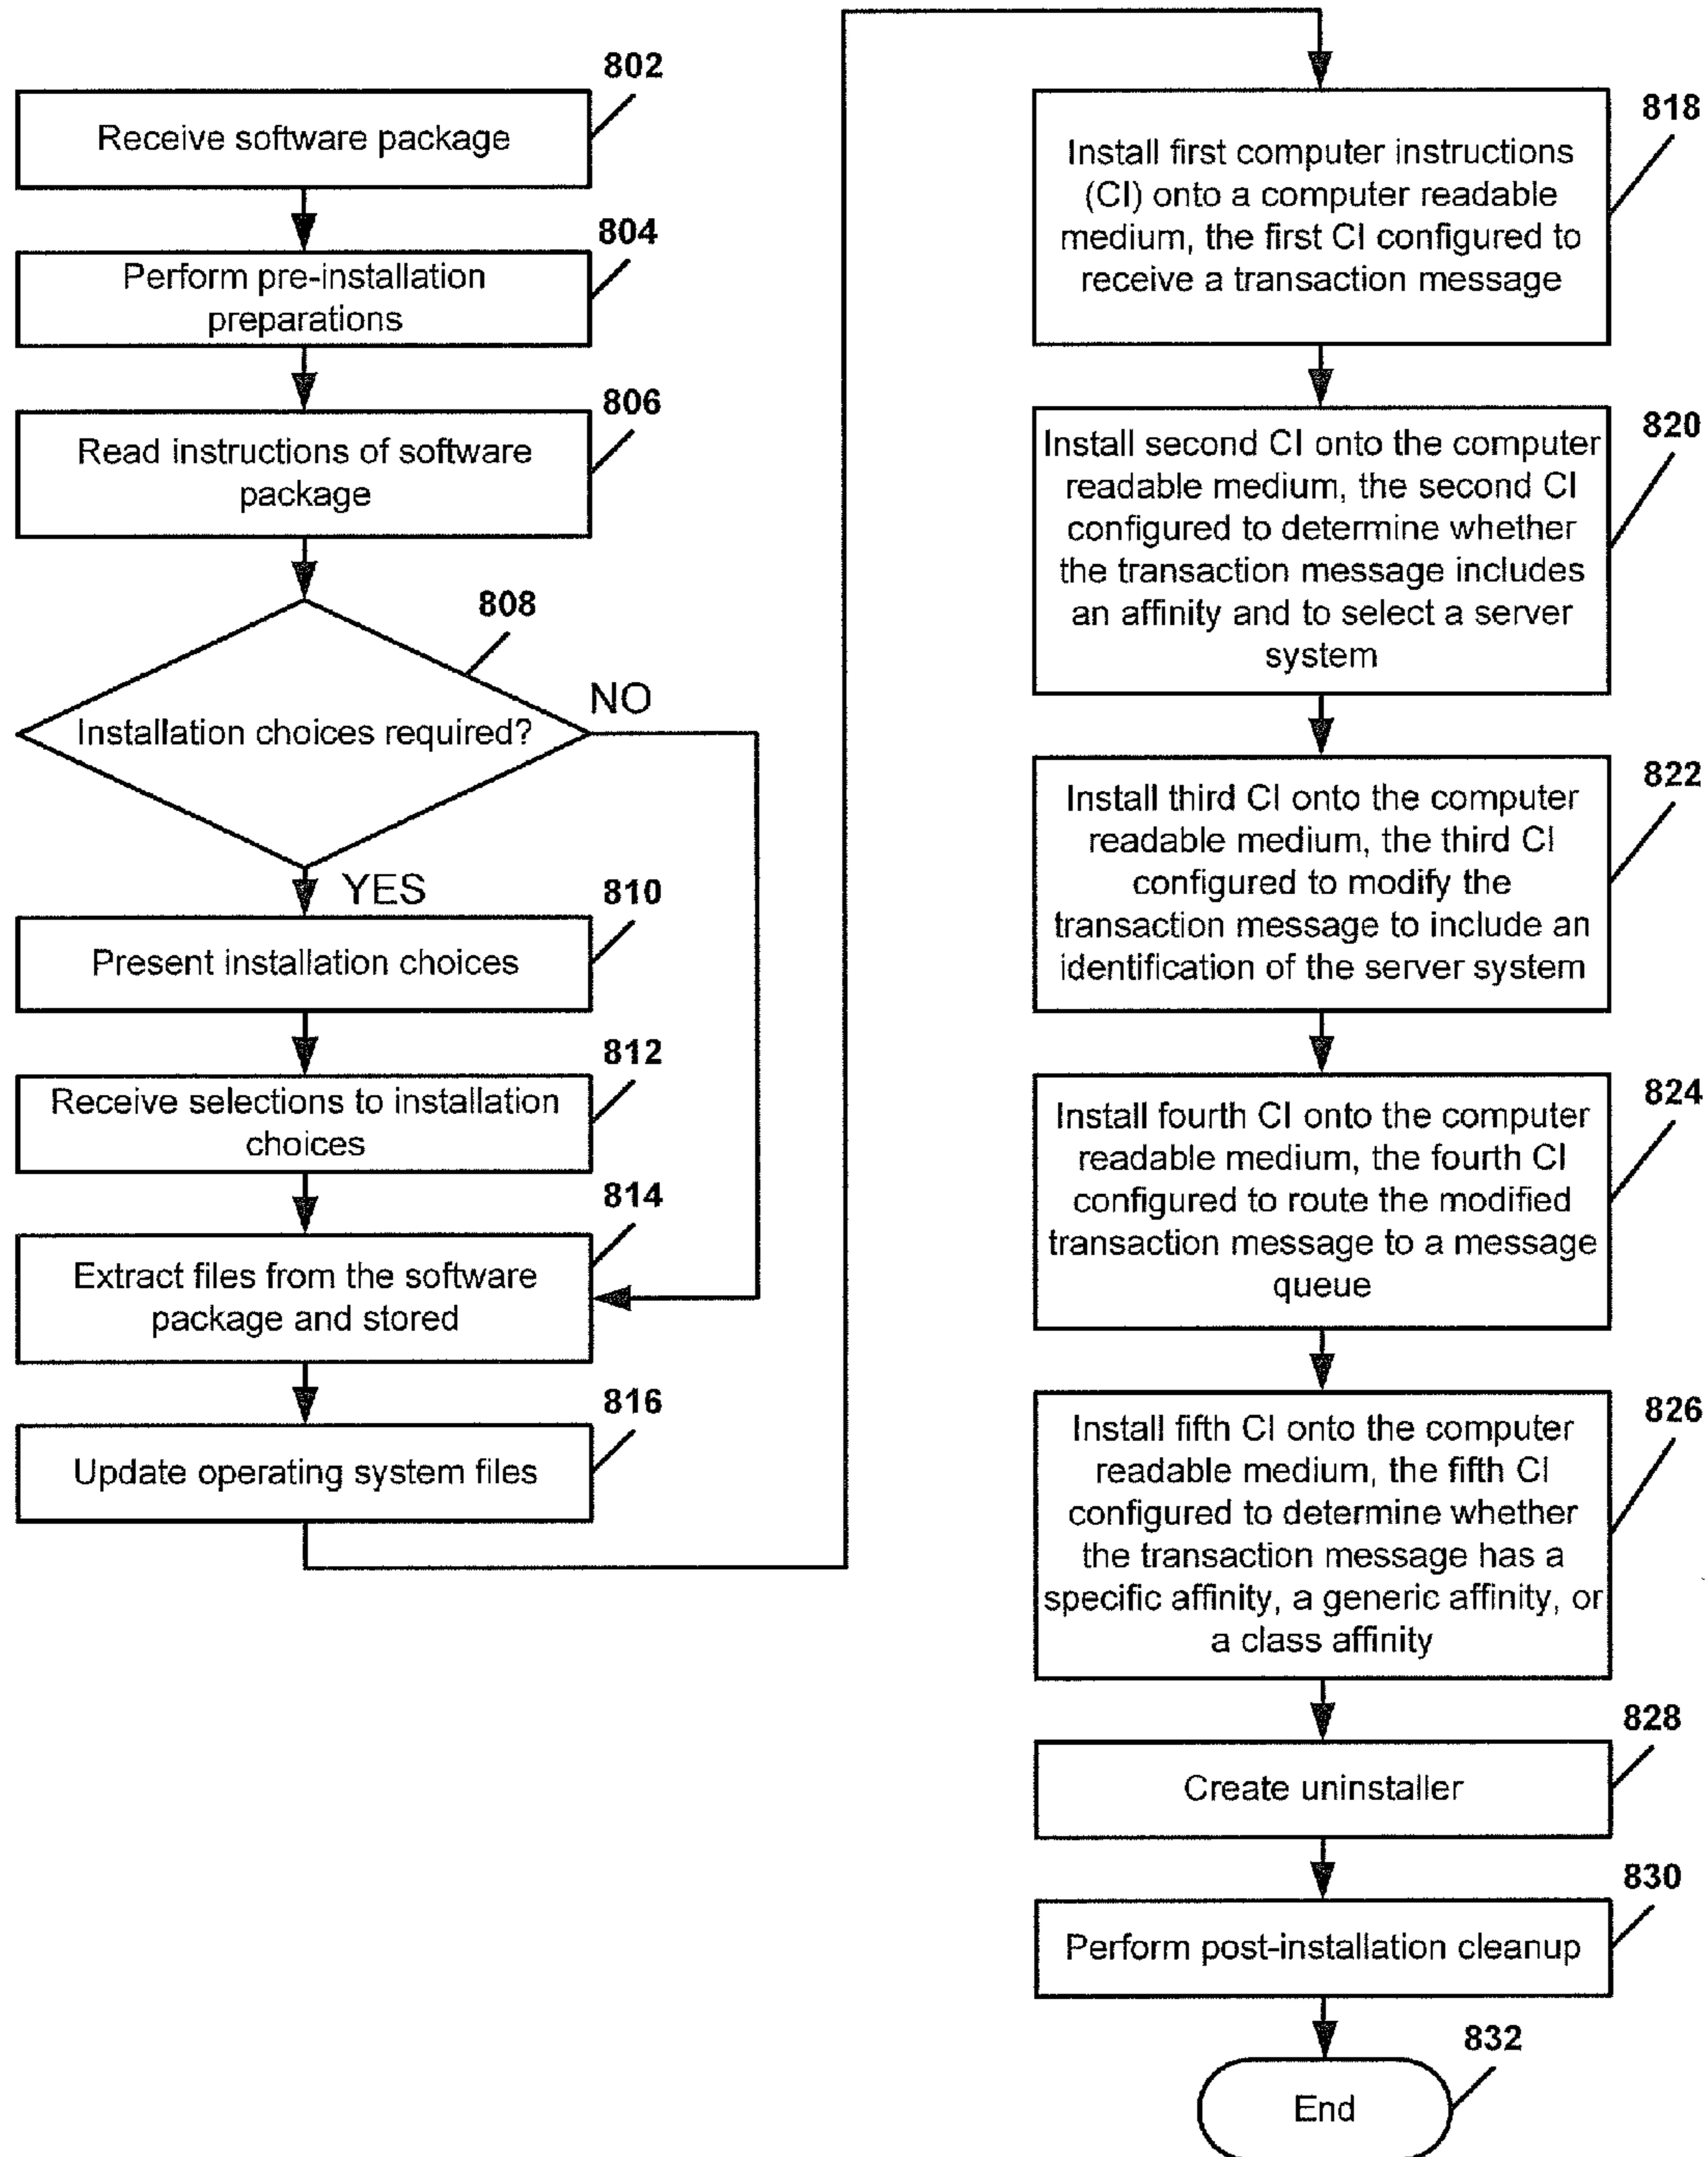 802
Receive software package
804
Perform pre-installation
preparations
806
Read instructions of software
package
808
Installation choices required?
NO
YES
810
Present installation choices
812
Receive selections to installation
choices
814
Extract files from the software
package and stored
816
Update operating system files
818
Install first computer instructions
(CI) onto a computer readable
medium, the first CI configured to
receive a transaction message
820
Install second CI onto the computer
readable medium, the second CI
configured to determine whether
the transaction message includes
an affinity and to select a server
system
822
Install third CI onto the computer
readable medium, the third CI
configured to modify the
transaction message to include an
identification of the server system
824
Install fourth CI onto the computer
readable medium, the fourth CI
configured to route the modified
transaction message to a message
queue
826
Install fifth CI onto the computer
readable medium, the fifth CI
configured to determine whether
the transaction message has a
specific affinity, a generic affinity, or
a class affinity
828
Create uninstaller
830
Perform post-installation cleanup
832
End